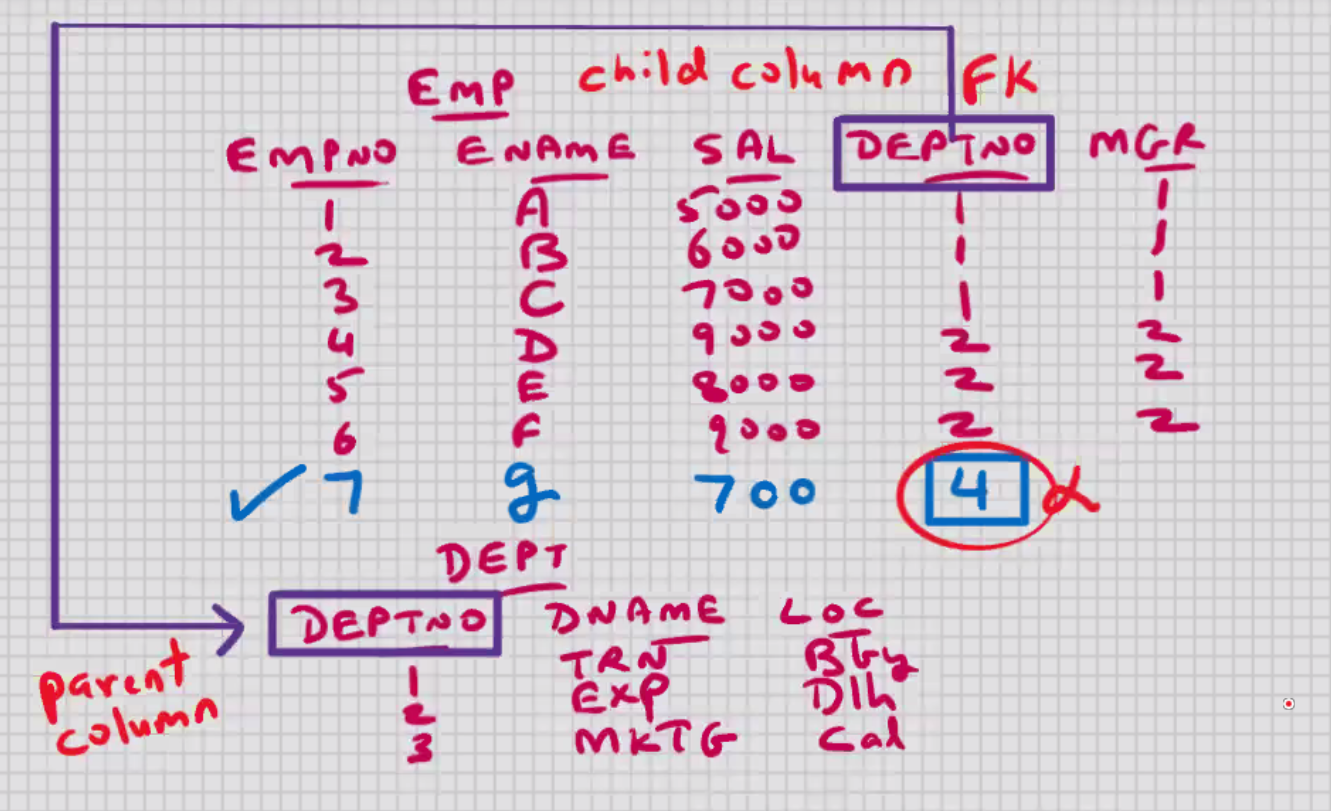 EMP child column FK
EMPNO ENAME SAL DEPTNO MGR
1 A 5000 1 1
2 B 6000 1 1
3 C 7000 1 1
4 D 9000 2 2
5 E 8000 2 2
6 F 9000 2 2
✓ 7 g 700 4
DEPT
DEPTNO DNAME LOC
1 TRN
2 EXP Dlh
3 MKTG Cal
parent
column